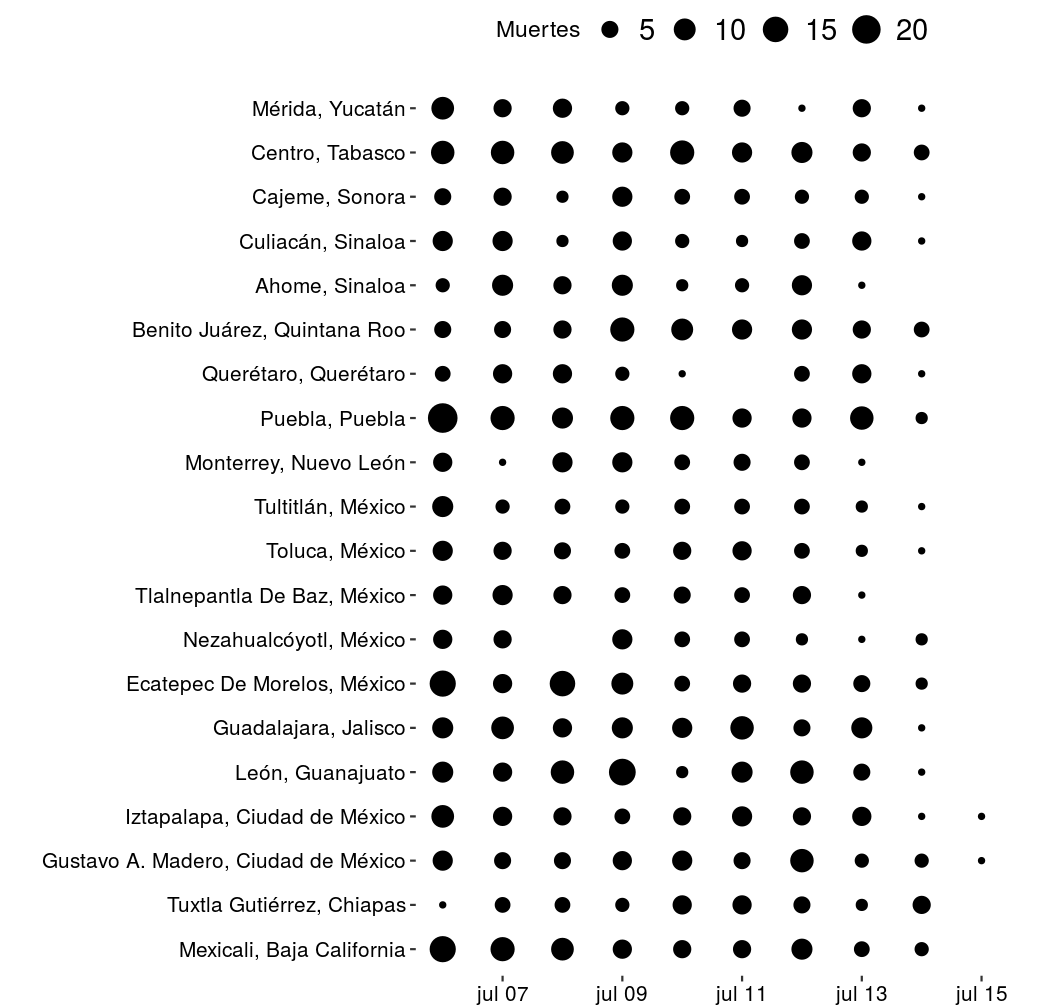 Muertes 5 10 15 20
Mérida, Yucatán
Centro, Tabasco
Cajeme, Sonora
Culiacán, Sinaloa
Ahome, Sinaloa
Benito Juárez, Quintana Roo
Querétaro, Querétaro
Puebla, Puebla
Monterrey, Nuevo León
Tultitlán, México
Toluca, México
Tlalnepantla De Baz, México
Nezahualcóyotl, México
Ecatepec De Morelos, México
Guadalajara, Jalisco
León, Guanajuato
Iztapalapa, Ciudad de México
Gustavo A. Madero, Ciudad de México
Tuxtla Gutiérrez, Chiapas
Mexicali, Baja California
jul 07 jul 09 jul 11 jul 13 jul 15